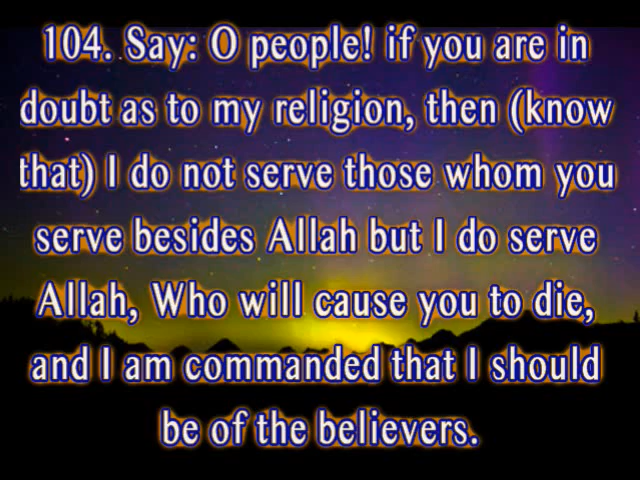 104. Say: O people! if you are in
doubt as to my religion, then (know
that) I do not serve those whom you
serve besides Allah but I do serve
Allah, Who will cause you to die,
and I am commanded that I should
be of the believers.